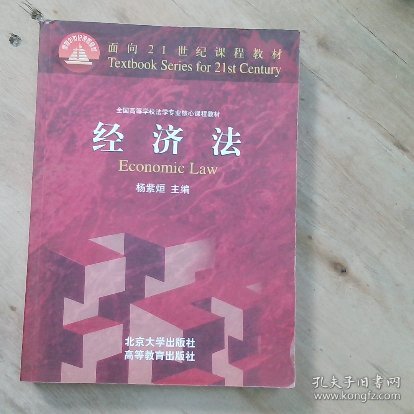 面向21世纪课程教材
Textbook Series for 21st Century
全国高等学校法学专业核心课程教材
经济法
Economic Law
杨紫烜 主编
北京大学出版社
高等教育出版社
孔夫子旧书网
www.kongfz.com